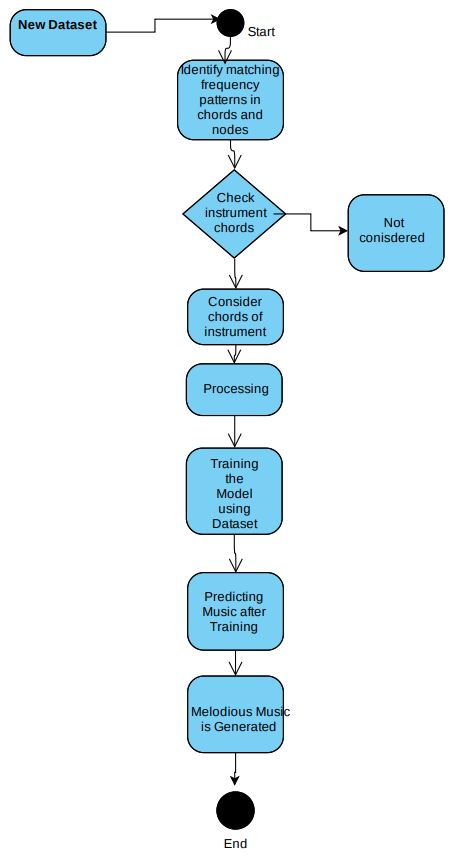 New Dataset
Start
Identify matching
frequency
patterns in
chords and
nodes
Check
instrument
chords
Not
conisdered
Consider
chords of
instrument
Processing
Training
the
Model
using
Dataset
Predicting
Music after
Training
Melodious Music
is Generated
End